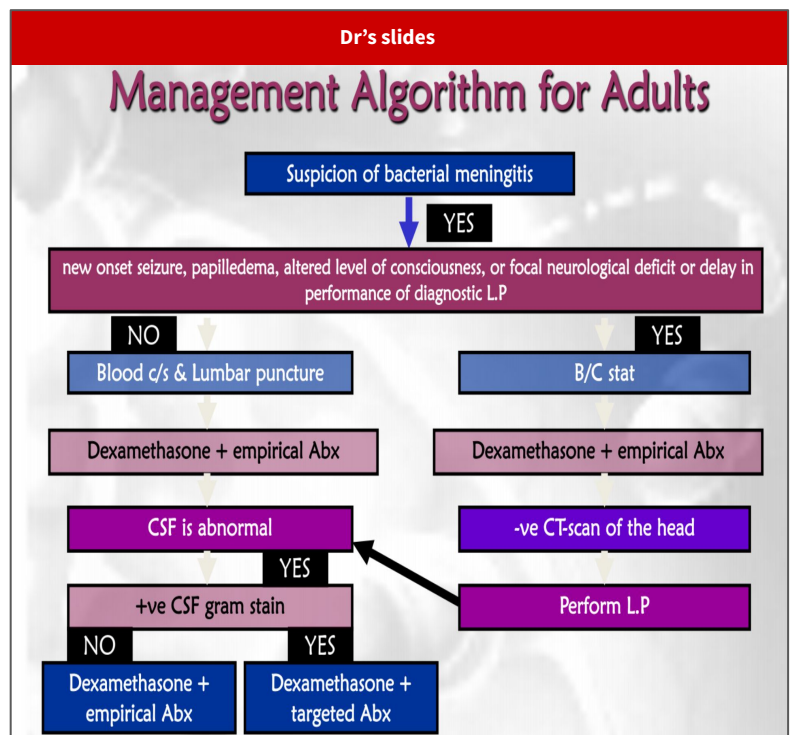 Dr’s slides
Management Algorithm for Adults
Suspicion of bacterial meningitis
YES
new onset seizure, papilledema, altered level of consciousness, or focal neurological deficit or delay in
performance of diagnostic L.P
NO
YES
Blood c/s & Lumbar puncture
B/C stat
Dexamethasone + empirical Abx
Dexamethasone + empirical Abx
CSF is abnormal
-ve CT-scan of the head
YES
+ve CSF gram stain
Perform L.P
NO
YES
Dexamethasone +
empirical Abx
Dexamethasone +
targeted Abx